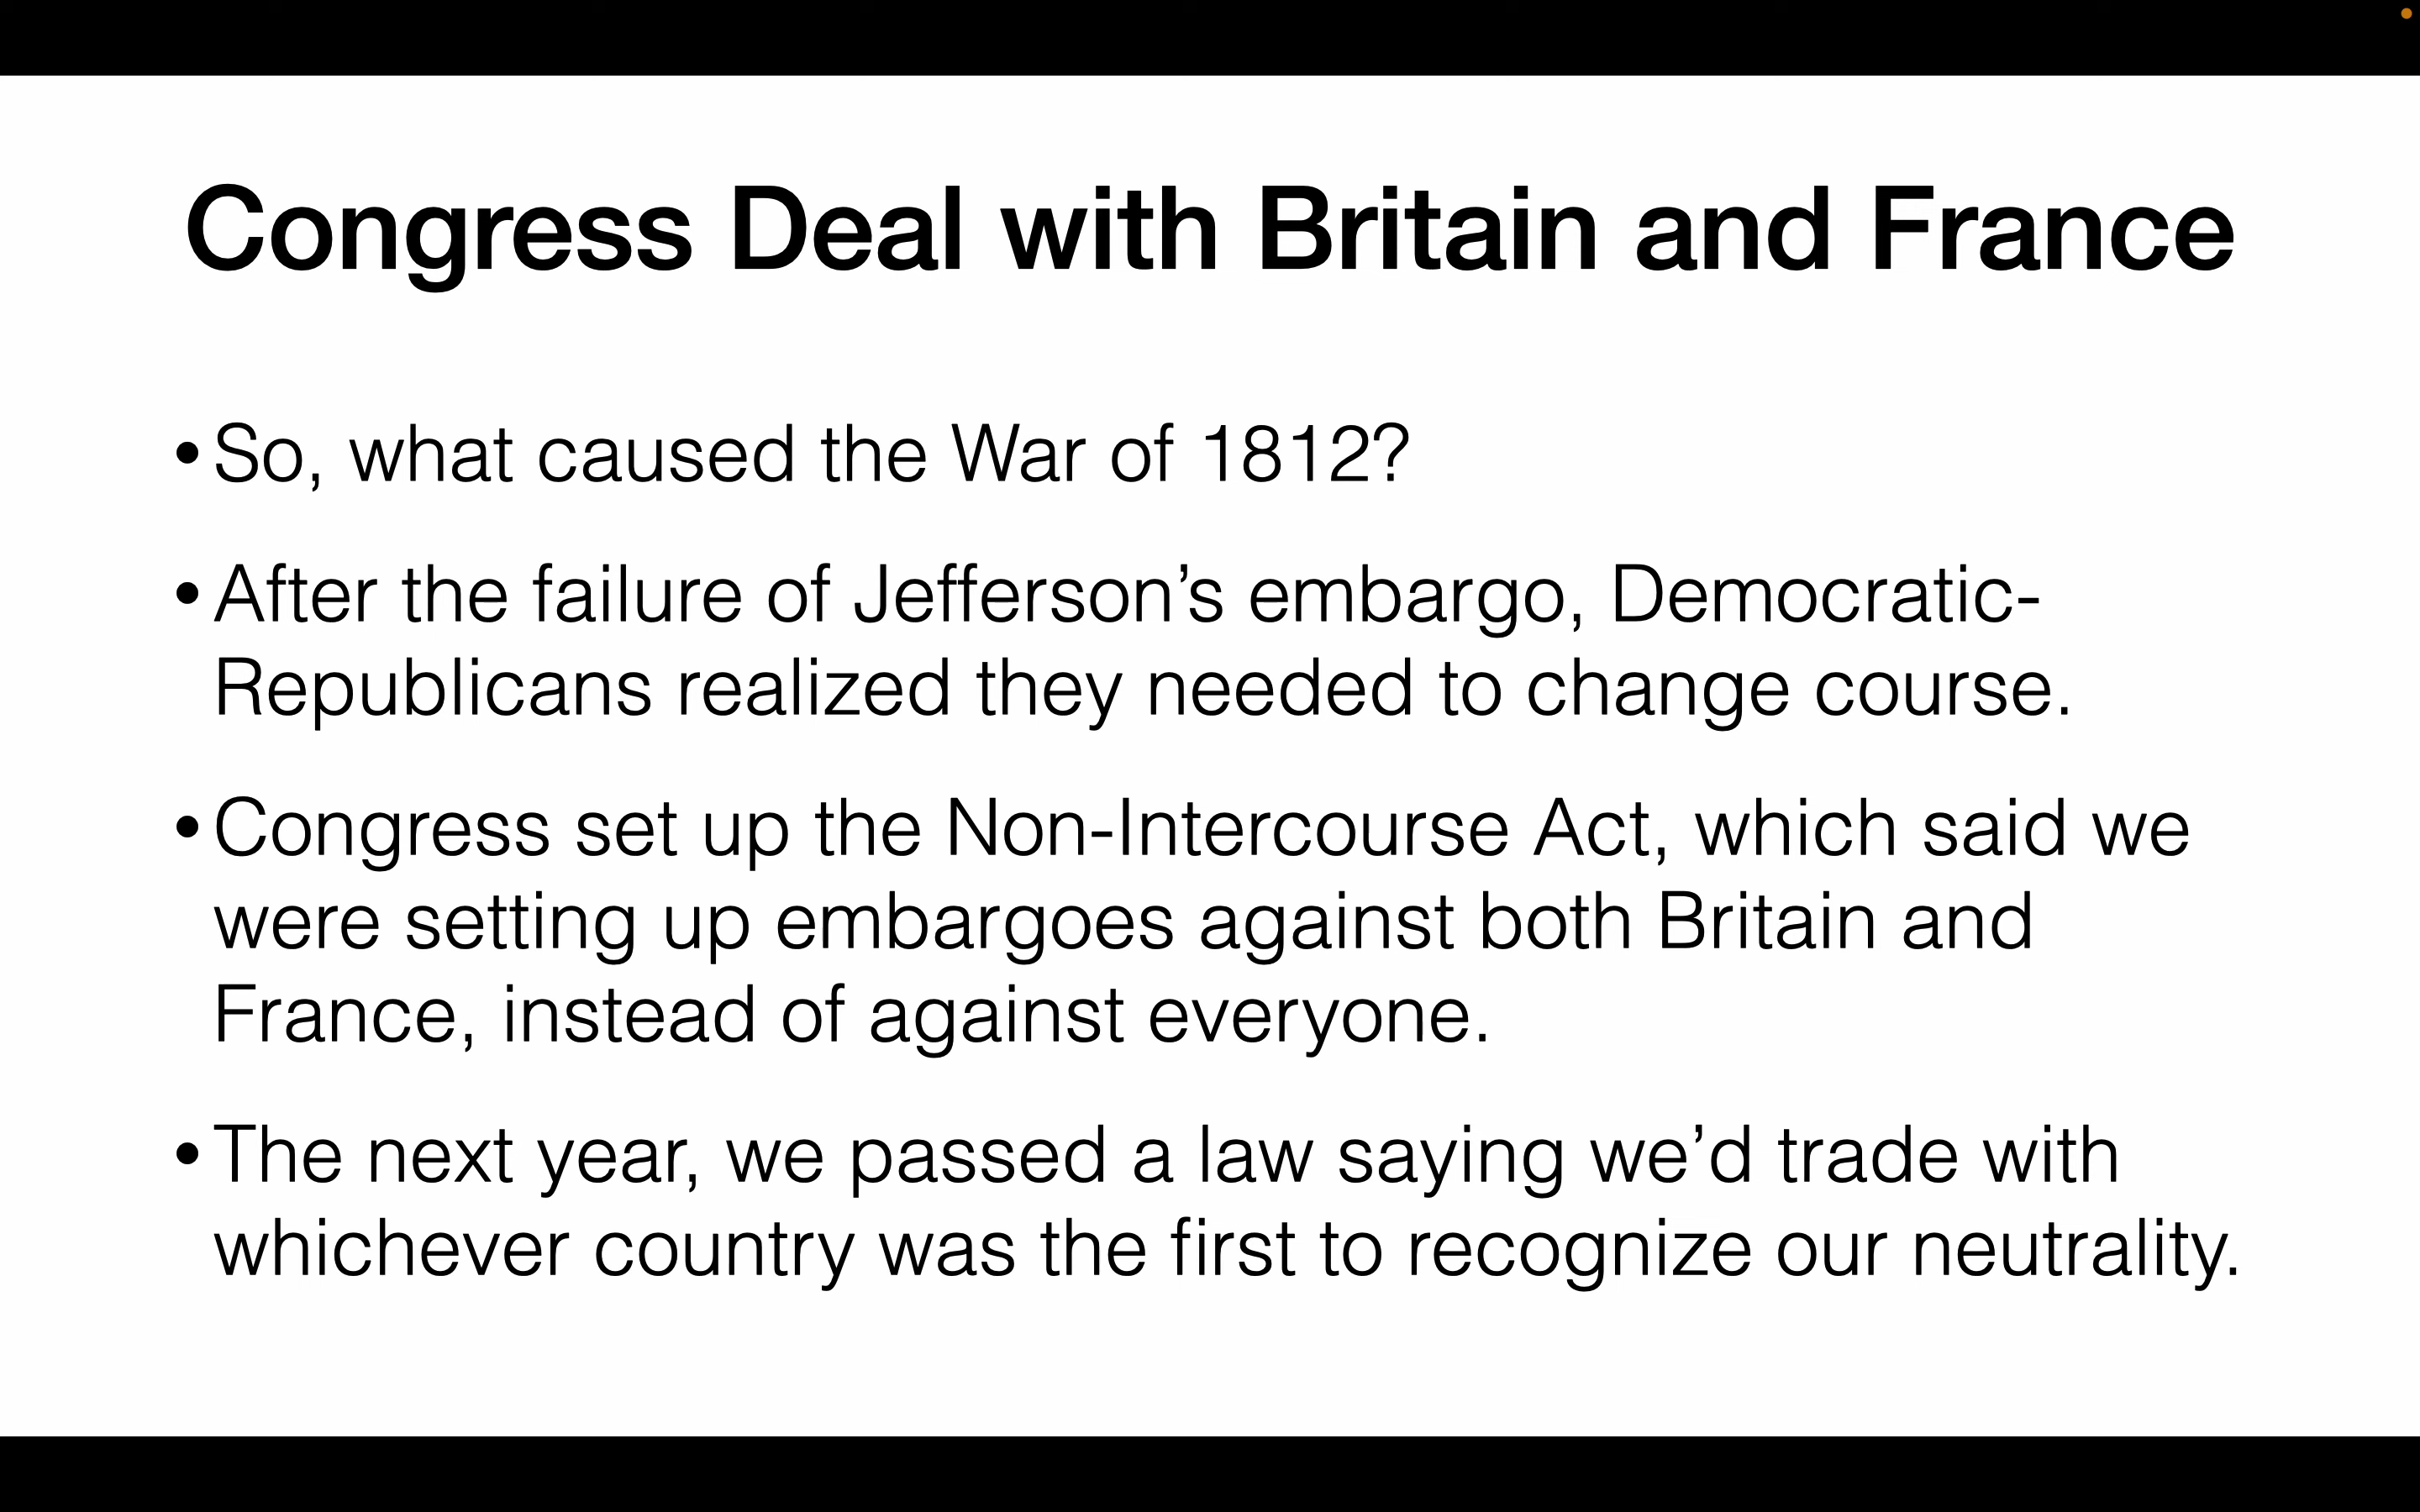 Congress Deal with Britain and France
• So, what caused the War of 1812?
• After the failure of Jefferson’s embargo, Democratic-
Republicans realized they needed to change course.
• Congress set up the Non-Intercourse Act, which said we
were setting up embargoes against both Britain and
France, instead of against everyone.
• The next year, we passed a law saying we’d trade with
whichever country was the first to recognize our neutrality.